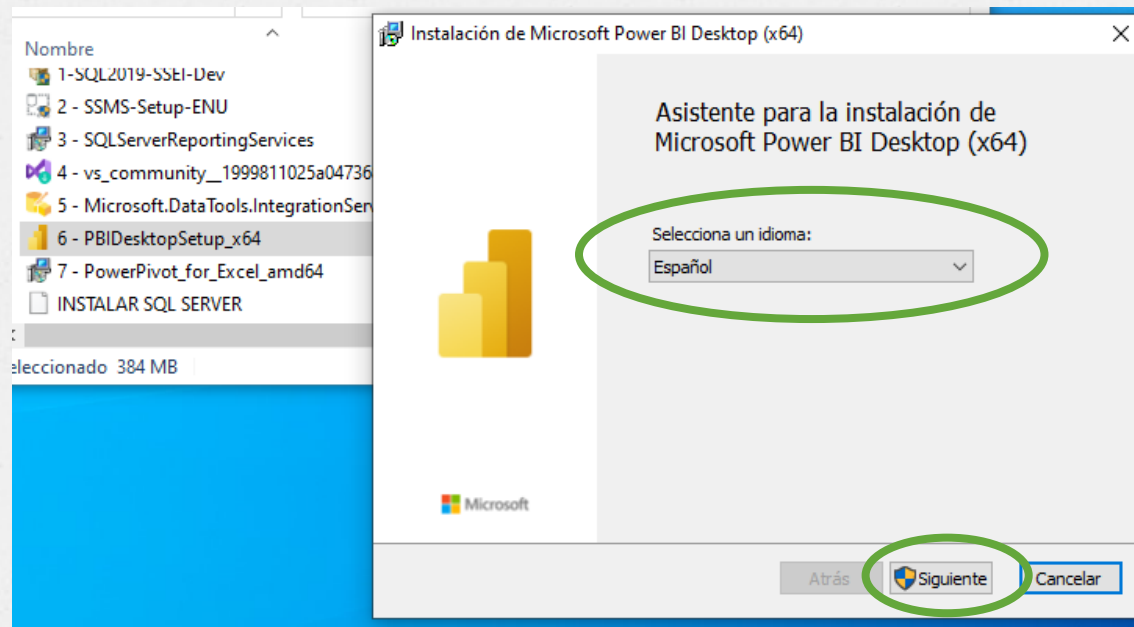 Nombre
1-SQL2019-SSEI-Dev
2 - SSMS-Setup-ENU
3 - SQLServerReportingServices
4 - vs_community__1999811025a04736
5 - Microsoft.DataTools.IntegrationSer
6 - PBIDesktopSetup_x64
7 - PowerPivot_for_Excel_amd64
INSTALAR SQL SERVER
eleccionado 384 MB
Instalación de Microsoft Power BI Desktop (x64)
Asistente para la instalación de
Microsoft Power BI Desktop (x64)
Selecciona un idioma:
Español
Microsoft
Atrás
Siguiente
Cancelar